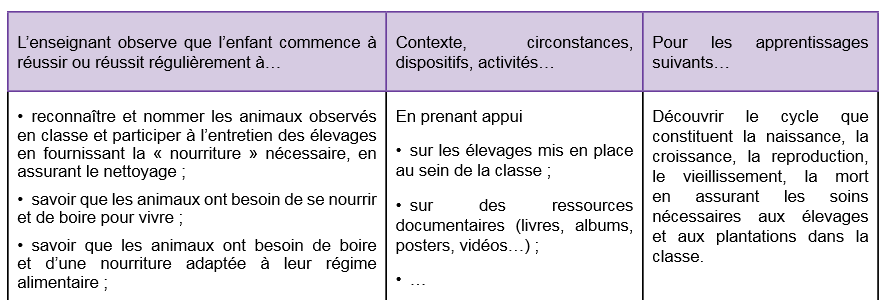 L’enseignant observe que l’enfant commence à
réussir ou réussit régulièrement à…
Contexte, circonstances,
dispositifs, activités…
Pour les apprentissages
suivants…
• reconnaître et nommer les animaux observés
en classe et participer à l’entretien des élevages
en fournissant la « nourriture » nécessaire, en
assurant le nettoyage ;
• savoir que les animaux ont besoin de se nourrir
et de boire pour vivre ;
• savoir que les animaux ont besoin de boire
et d’une nourriture adaptée à leur régime
alimentaire ;
En prenant appui
• sur les élevages mis en place
au sein de la classe ;
• sur des ressources
documentaires (livres, albums,
posters, vidéos…) ;
• …
Découvrir le cycle que
constituent la naissance, la
croissance, la reproduction,
le vieillissement, la mort
en assurant les soins
nécessaires aux élevages
et aux plantations dans la
classe.